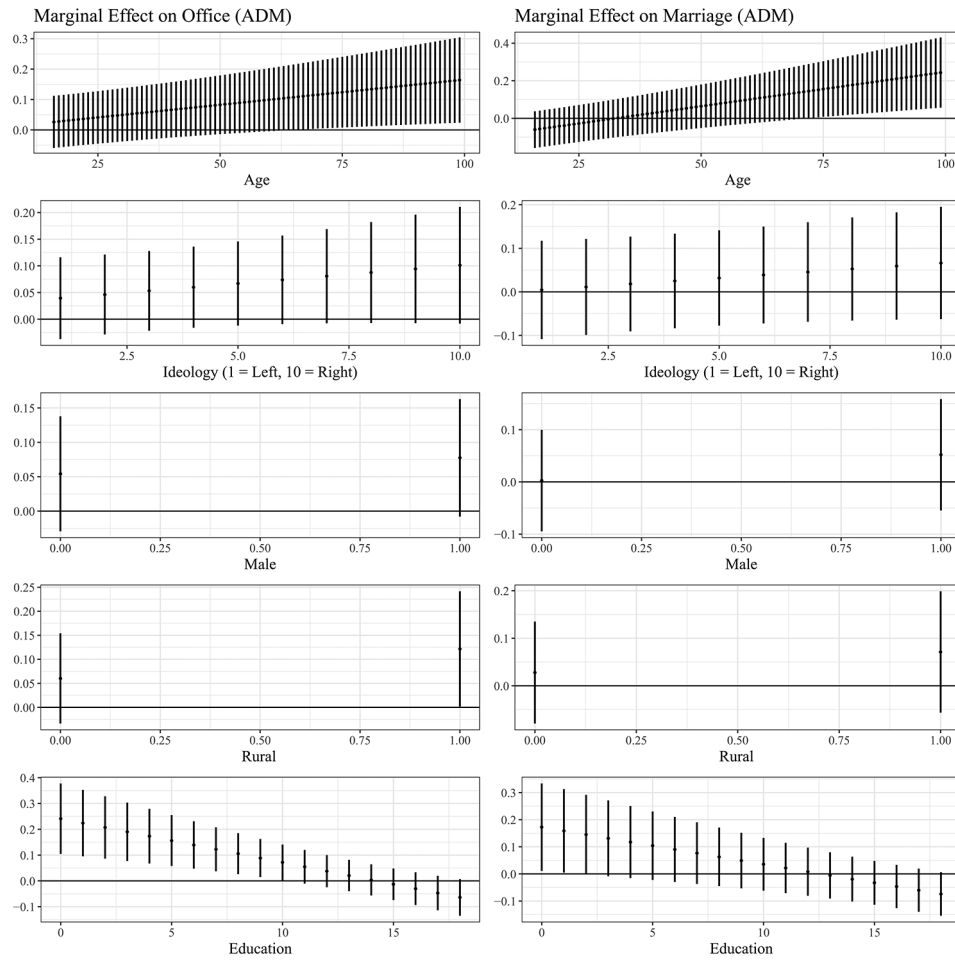 Marginal Effect on Office (ADM)
0.3
0.2
0.1
0.0
25 50 75 100
Age
Marginal Effect on Marriage (ADM)
0.4
0.2
0.0
25 50 75 100
Age
0.20
0.15
0.10
0.05
0.00
2.5 5.0 7.5 10.0
Ideology (1 = Left, 10 = Right)
0.2
0.1
0.0
−0.1
2.5 5.0 7.5 10.0
Ideology (1 = Left, 10 = Right)
0.15
0.10
0.05
0.00
0.00 0.25 0.50 0.75 1.00
Male
0.1
0.0
−0.1
0.00 0.25 0.50 0.75 1.00
Male
0.25
0.20
0.15
0.10
0.05
0.00
0.00 0.25 0.50 0.75 1.00
Rural
0.2
0.1
0.0
0.00 0.25 0.50 0.75 1.00
Rural
0.4
0.3
0.2
0.1
0.0
−0.1
0 5 10 15
Education
0.3
0.2
0.1
0.0
−0.1
0 5 10 15
Education